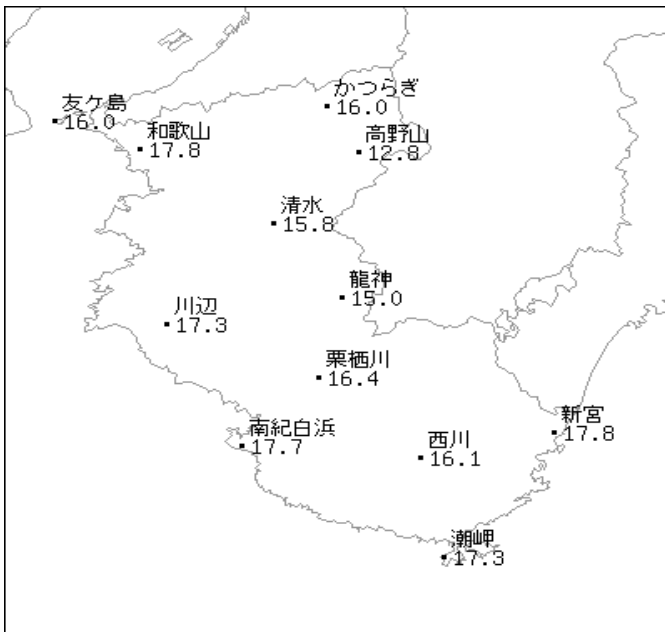 かつらぎ
16.0
友ケ島
16.0
和歌山
17.8
高野山
12.8
清水
15.8
龍神
15.0
川辺
17.3
栗栖川
16.4
新宮
17.8
南紀白浜
17.7
西川
16.1
潮岬
17.3